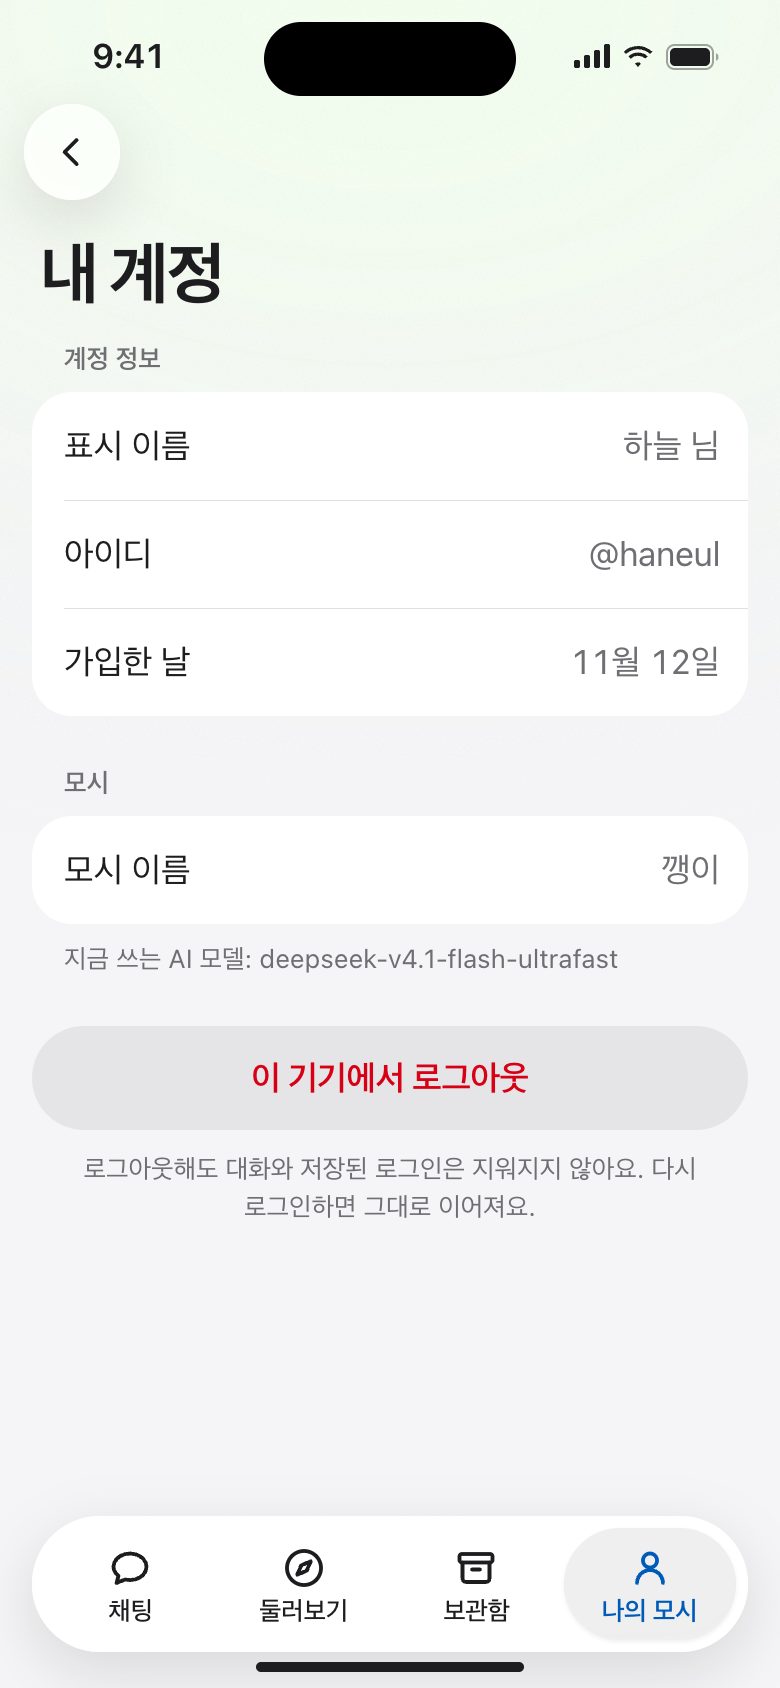 9:41
내 계정
계정 정보
표시 이름 하늘 님
아이디 @haneul
가입한 날 11월 12일
모시
모시 이름 깽이
지금 쓰는 AI 모델: deepseek-v4.1-flash-ultrafast
이 기기에서 로그아웃
로그아웃해도 대화와 저장된 로그인은 지워지지 않아요. 다시
로그인하면 그대로 이어져요.
채팅 둘러보기 보관함 나의 모시